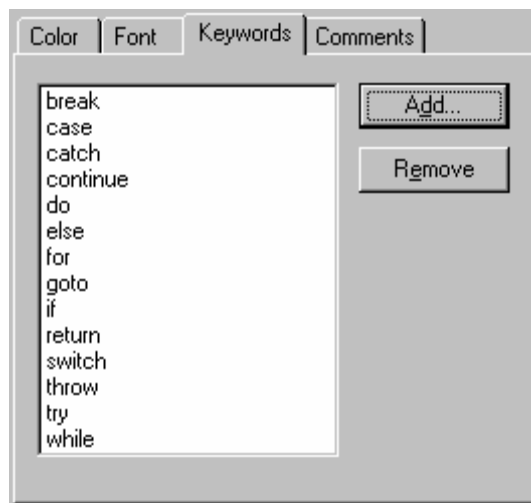 Color Font Keywords Comments
break
case
catch
continue
do
else
for
goto
if
return
switch
throw
try
while
Add...
Remove